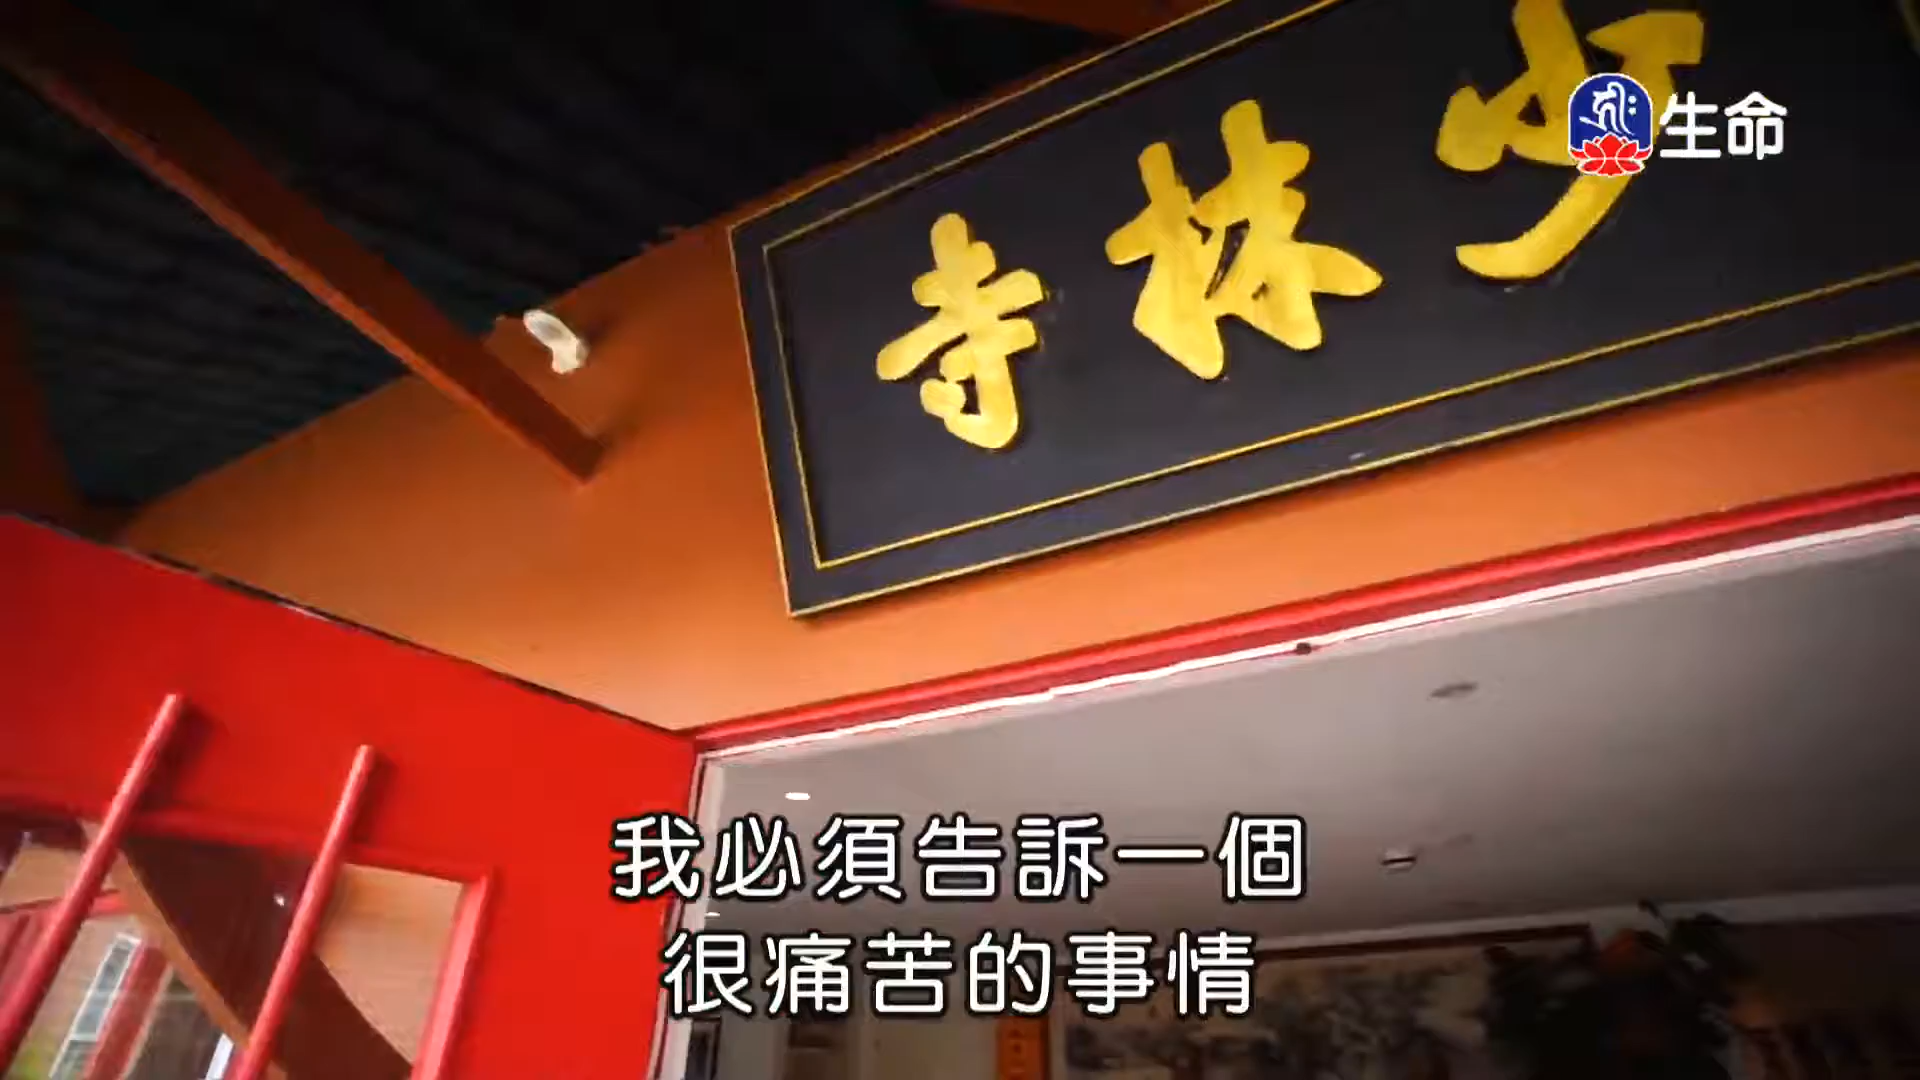 少林寺
生命
我必須告訴一個
很痛苦的事情